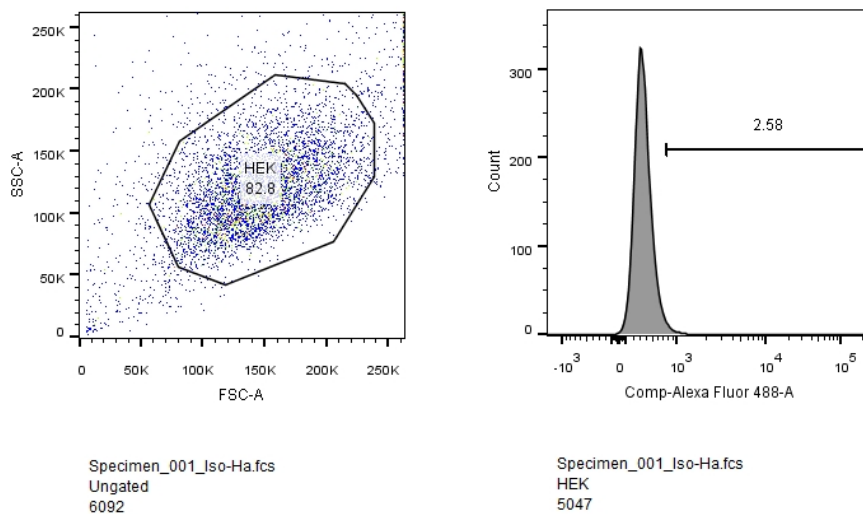 250K
200K
150K
100K
50K
0
SSC-A
HEK
82.8
0 50K 100K 150K 200K 250K
FSC-A
Specimen_001_Iso-Ha.fcs
Ungated
6092
300
200
100
0
Count
2.58
-10^3 0 10^3 10^4 10^5
Comp-Alexa Fluor 488-A
Specimen_001_Iso-Ha.fcs
HEK
5047